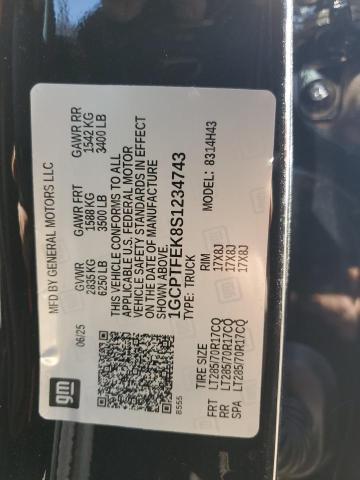 MFD BY GENERAL MOTORS LLC
06/25
GVWR GAWR FRT GAWR RR
2835 KG 1588 KG 1542 KG
6250 LB 3500 LB 3400 LB
THIS VEHICLE CONFORMS TO ALL
APPLICABLE U.S. FEDERAL MOTOR
VEHICLE SAFETY STANDARDS IN EFFECT
ON THE DATE OF MANUFACTURE
SHOWN ABOVE.
1GCPTFEK8S1234743
TYPE: TRUCK MODEL: 8314H43
gm
8555
TIRE SIZE RIM
FRT LT285/70R17CQ 17X8J
RR LT285/70R17CQ 17X8J
SPA LT285/70R17CQ 17X8J